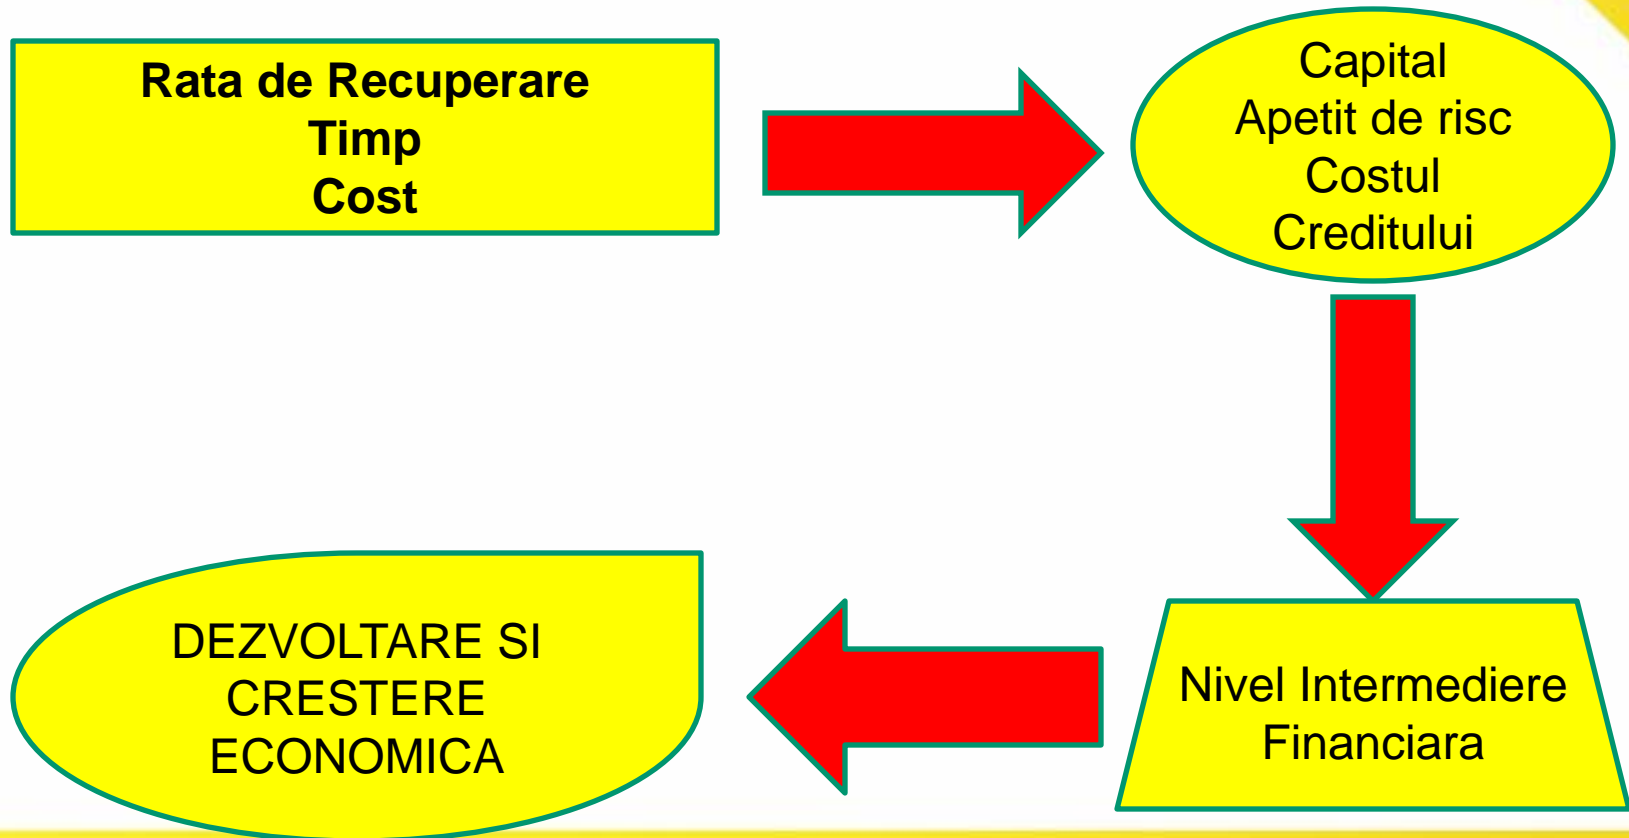 Rata de Recuperare
Timp
Cost
Capital
Apetit de risc
Costul
Creditului
Nivel Intermediere
Financiara
DEZVOLTARE SI
CRESTERE
ECONOMICA